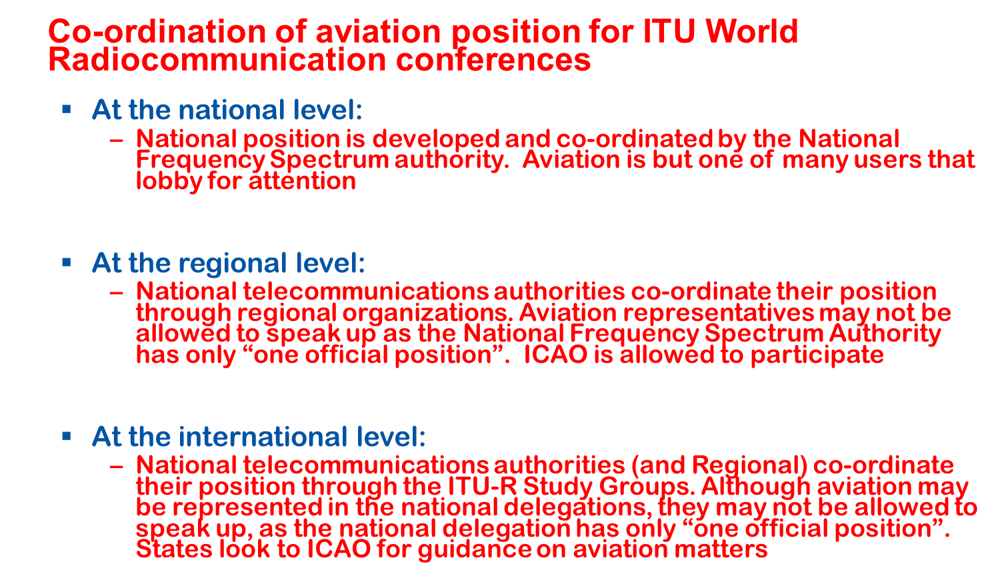 Co-ordination of aviation position for ITU World
Radiocommunication conferences
▪ At the national level:
– National position is developed and co-ordinated by the National
Frequency Spectrum authority.  Aviation is but one of many users that
lobby for attention
▪ At the regional level:
– National telecommunications authorities co-ordinate their position
through regional organizations. Aviation representatives may not be
allowed to speak up as the National Frequency Spectrum Authority
has only “one official position”.  ICAO is allowed to participate
▪ At the international level:
– National telecommunications authorities (and Regional) co-ordinate
their position through the ITU-R Study Groups. Although aviation may
be represented in the national delegations, they may not be allowed to
speak up, as the national delegation has only “one official position”.
States look to ICAO for guidance on aviation matters